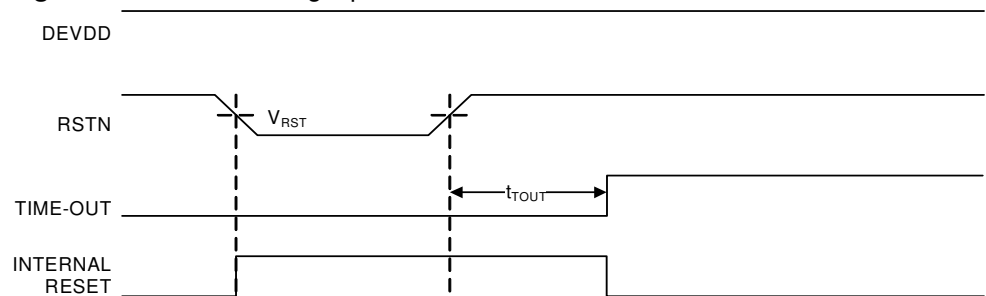 DEVDD
RSTN
VRST
TIME-OUT
tTOUT
INTERNAL
RESET